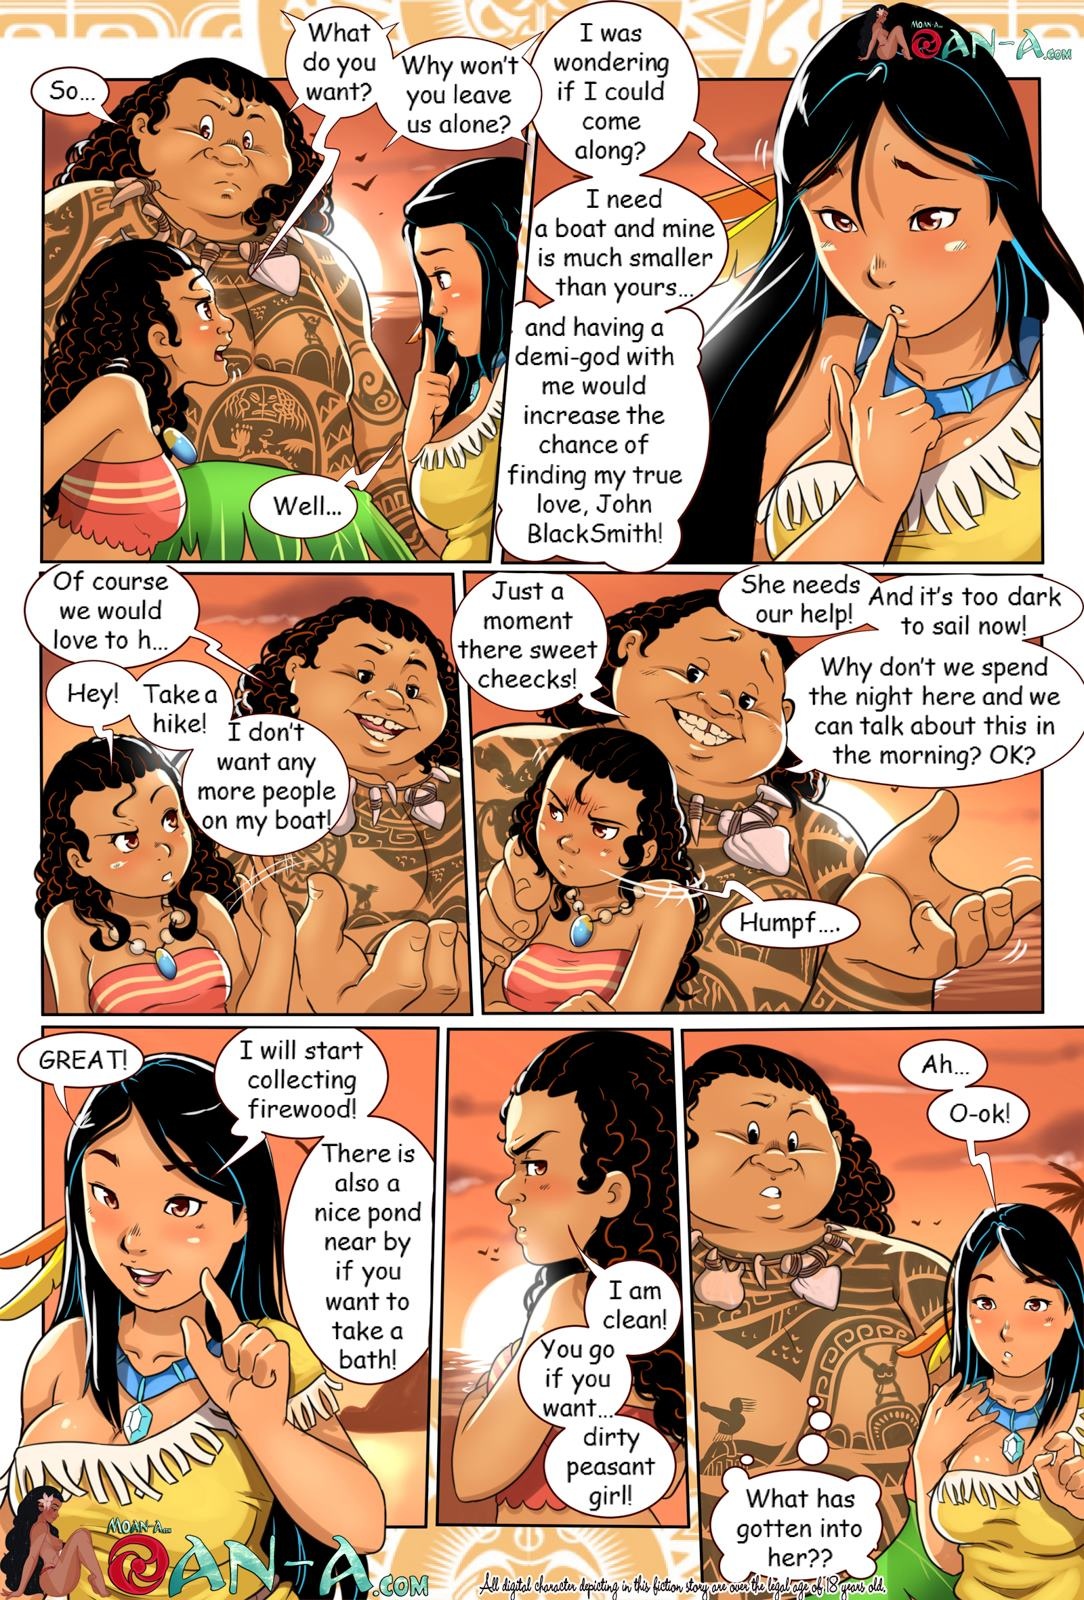 MOAN-A.COM
MOAN-A.COM
So...
What
do you
want?
Why won't
you leave
us alone?
Well...
I was
wondering
if I could
come
along?
I need
a boat and mine
is much smaller
than yours...
and having a
demi-god with
me would
increase the
chance of
finding my true
love, John
BlackSmith!
Of course
we would
love to h...
Hey!
Take a
hike!
I don't
want any
more people
on my boat!
Just a
moment
there sweet
cheecks!
She needs
our help!
And it's too dark
to sail now!
Why don't we spend
the night here and we
can talk about this in
the morning? OK?
Humpf....
GREAT!
I will start
collecting
firewood!
There is
also a
nice pond
near by
if you
want to
take a
bath!
I am
clean!
You go
if you
want...
dirty
peasant
girl!
Ah...
O-ok!
What has
gotten into
her??
MOAN-A.COM
MOAN-A.COM
All digital character depicting in this fiction story are over the legal age of 18 years old.